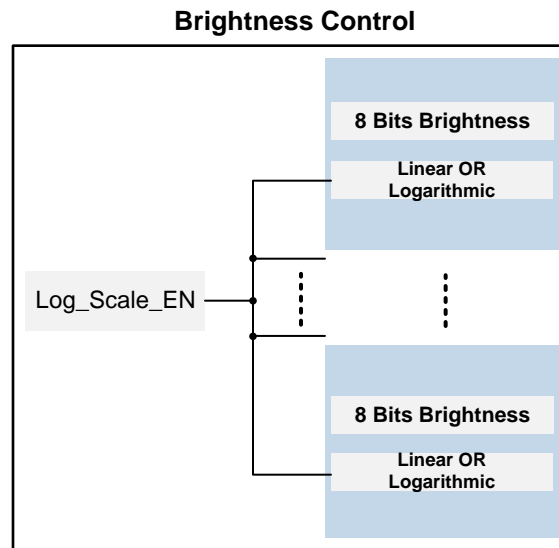 Brightness Control
8 Bits Brightness
Linear OR
Logarithmic
Log_Scale_EN
8 Bits Brightness
Linear OR
Logarithmic